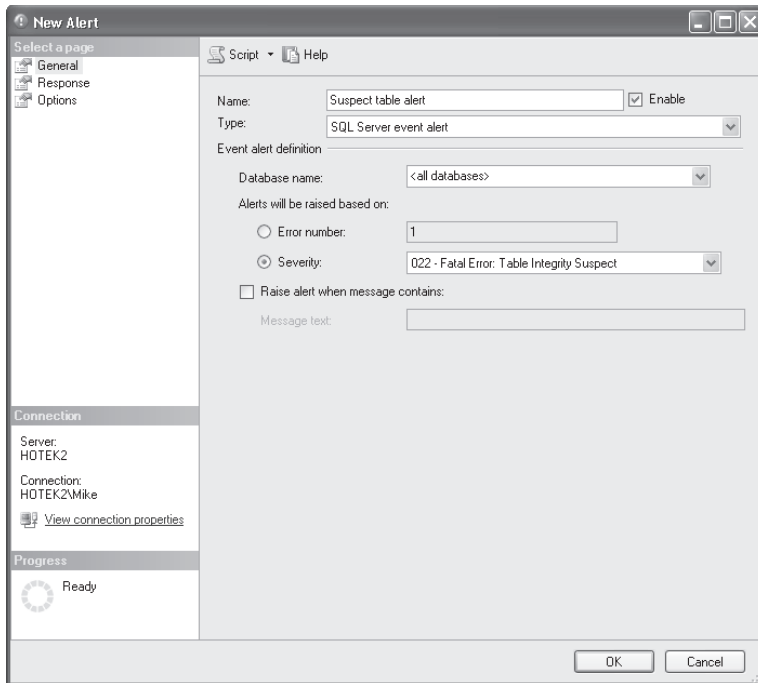 New Alert
Select a page
General
Response
Options
Script Help
Name: Suspect table alert Enable
Type: SQL Server event alert
Event alert definition
Database name: <all databases>
Alerts will be raised based on:
Error number: 1
Severity: 022 - Fatal Error: Table Integrity Suspect
Raise alert when message contains:
Message text:
Connection
Server:
HOTEK2
Connection:
HOTEK2\Mike
View connection properties
Progress
Ready
OK Cancel